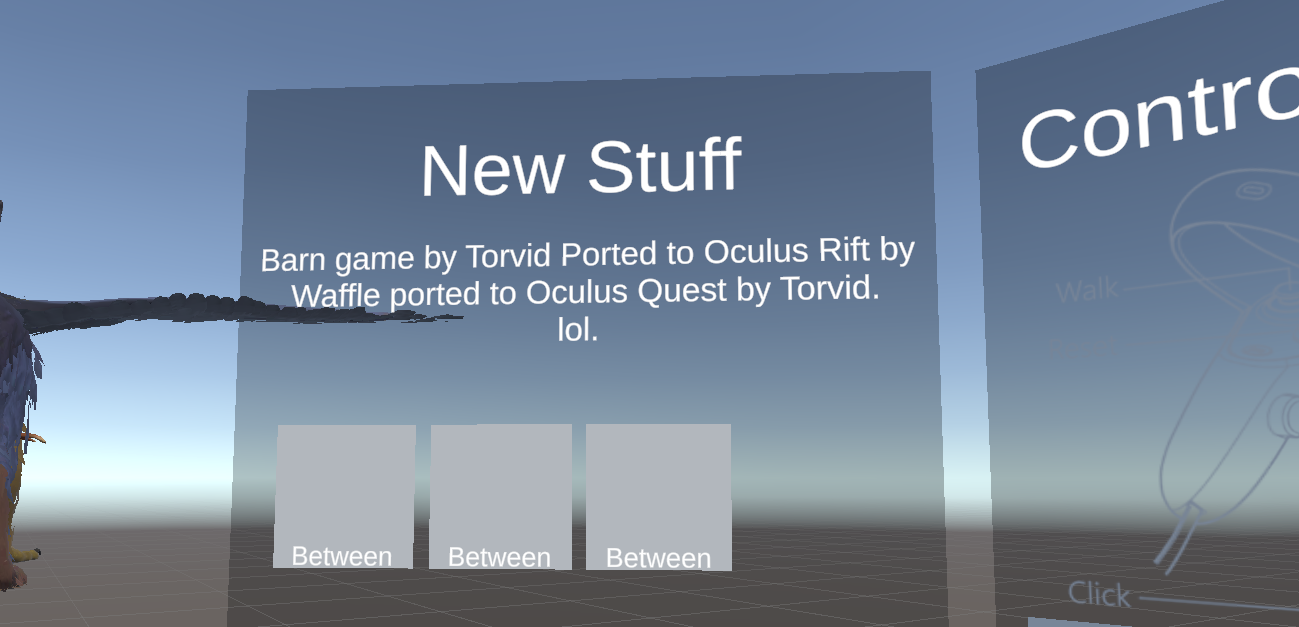 New Stuff
Barn game by Torvid Ported to Oculus Rift by
Waffle ported to Oculus Quest by Torvid.
lol.
Between
Between
Between
Contro
Walk
Click